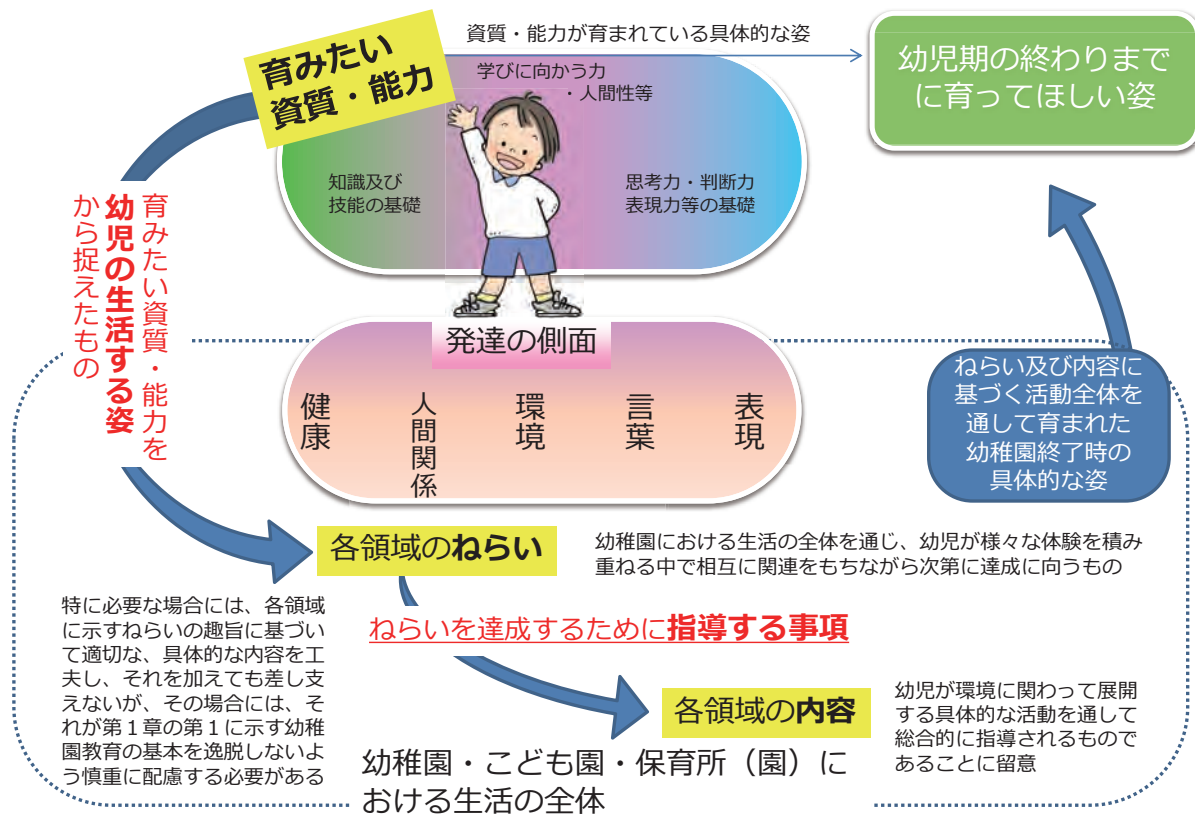 育みたい
資質・能力
資質・能力が育まれている具体的な姿
幼児期の終わりまで
に育ってほしい姿
学びに向かう力
・人間性等
知識及び
技能の基礎
思考力・判断力
表現力等の基礎
育みたい資質・能力を
幼児の生活する姿
から捉えたもの
発達の側面
健康
人間関係
環境
言葉
表現
ねらい及び内容に
基づく活動全体を
通して育まれた
幼稚園終了時の
具体的な姿
各領域のねらい
幼稚園における生活の全体を通じ、幼児が様々な体験を積み
重ねる中で相互に関連をもちながら次第に達成に向うもの
特に必要な場合には、各領域
に示すねらいの趣旨に基づい
て適切な、具体的な内容を工
夫し、それを加えても差し支
えないが、その場合には、そ
れが第１章の第１に示す幼稚
園教育の基本を逸脱しないよ
う慎重に配慮する必要がある
ねらいを達成するために指導する事項
各領域の内容
幼児が環境に関わって展開
する具体的な活動を通して
総合的に指導されるもので
あることに留意
幼稚園・こども園・保育所（園）に
おける生活の全体